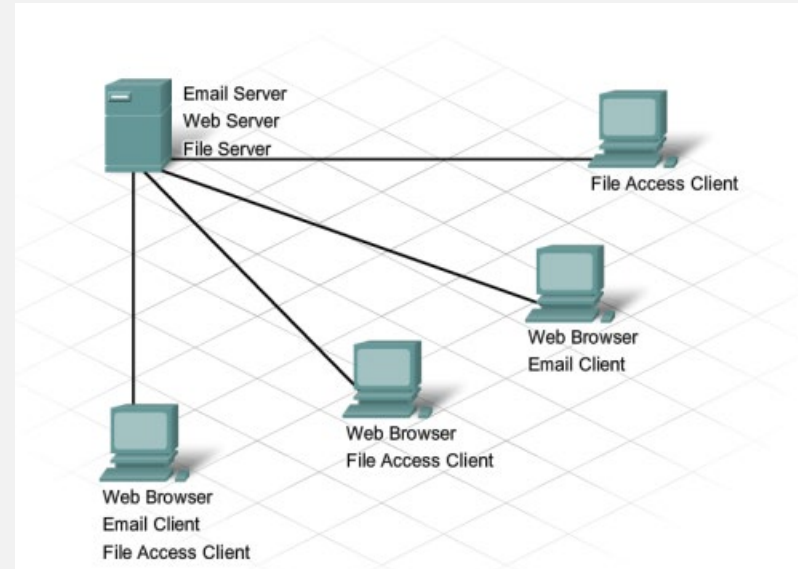 Email Server
Web Server
File Server
File Access Client
Web Browser
Email Client
Web Browser
File Access Client
Web Browser
Email Client
File Access Client